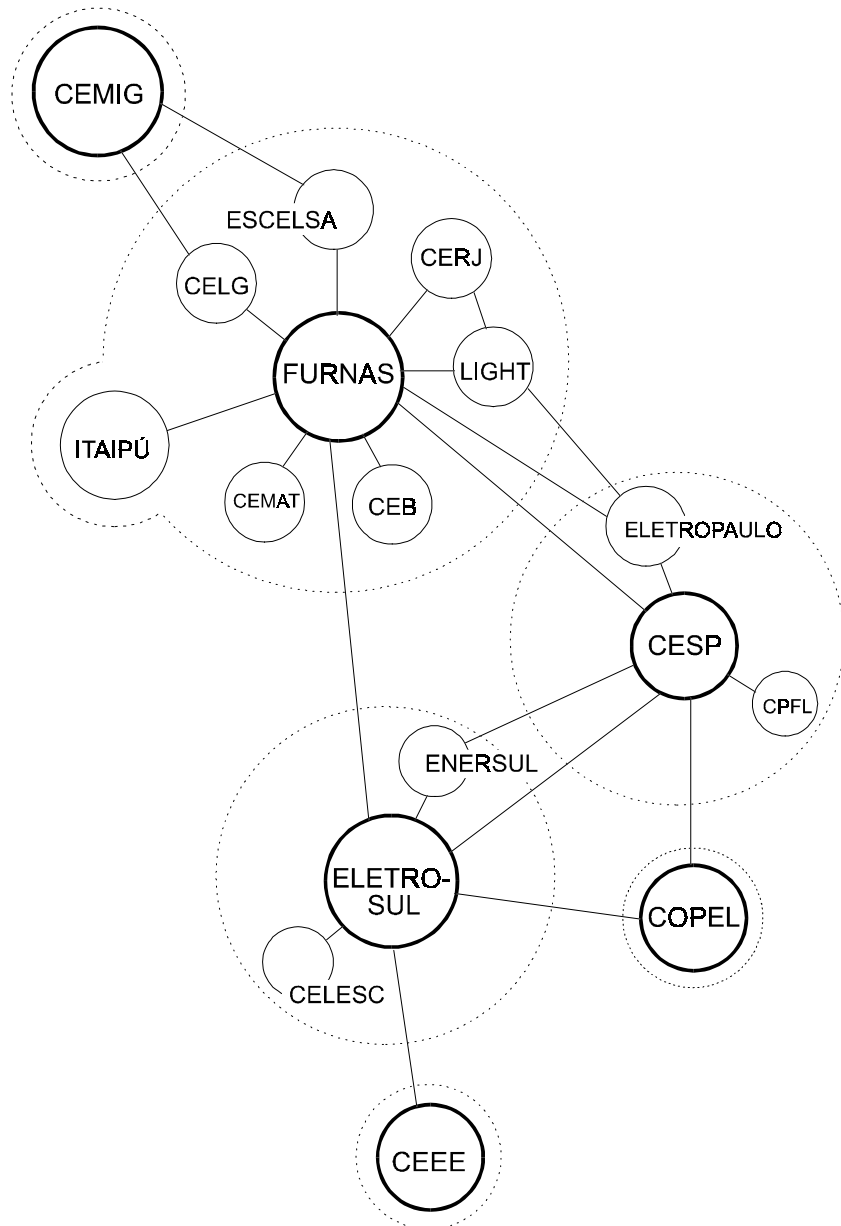 CEMIG
ESCELSA
CERJ
CELG
FURNAS
LIGHT
ITAIPÚ
CEMAT
CEB
ELETROPAULO
CESP
CPFL
ENERSUL
ELETRO-
SUL
COPEL
CELESC
CEEE